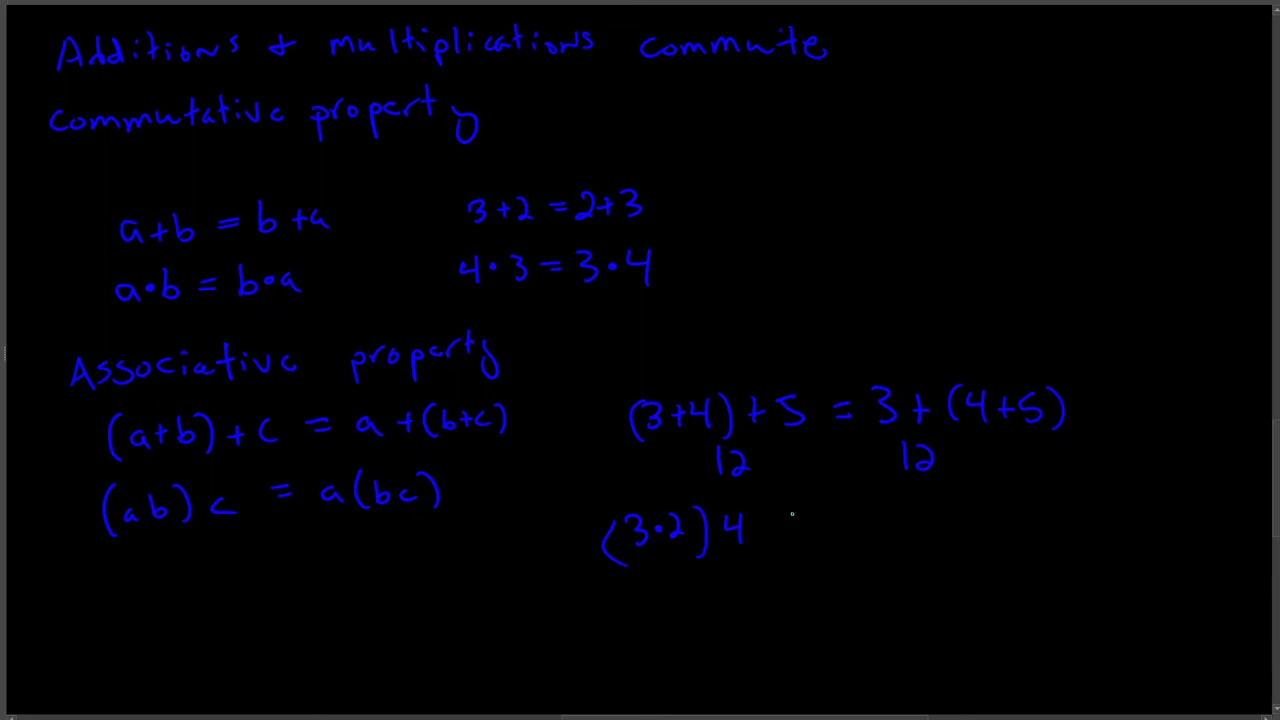 Additions + multiplications commute
commutative property
a+b = b+a 3+2 = 2+3
a•b = b•a 4•3 = 3•4
Associative property
(a+b)+c = a+(b+c) (3+4)+5 = 3+(4+5)
12 12
(ab)c = a(bc) (3•2)4